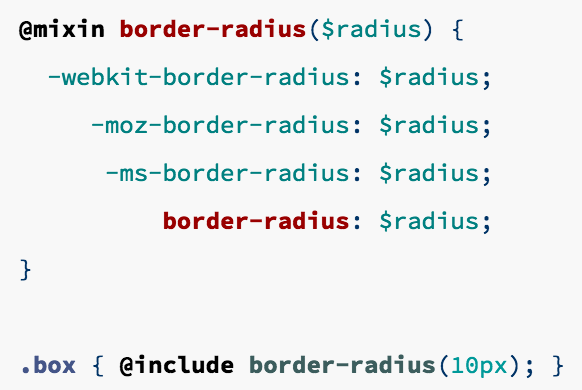 @mixin border-radius($radius) {
  -webkit-border-radius: $radius;
     -moz-border-radius: $radius;
      -ms-border-radius: $radius;
          border-radius: $radius;
}

.box { @include border-radius(10px); }